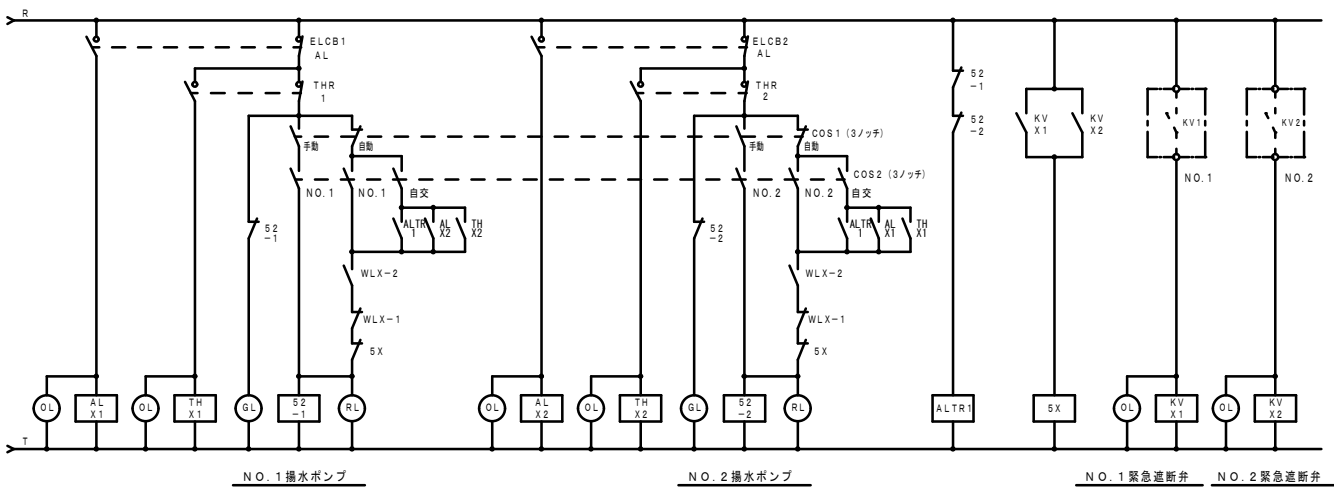 R
ELCB1
AL
THR
1
手動
自動
NO.1
NO.1
自交
ALTR
1
AL
X2
TH
X2
52
-1
WLX-2
WLX-1
5X
OL
AL
X1
OL
TH
X1
GL
52
-1
RL
ELCB2
AL
THR
2
COS1 (3ノッチ)
手動
自動
COS2 (3ノッチ)
NO.2
NO.2
自交
ALTR
1
AL
X1
TH
X1
52
-2
WLX-2
WLX-1
5X
OL
AL
X2
OL
TH
X2
GL
52
-2
RL
52
-1
52
-2
ALTR1
KV
X1
KV
X2
5X
KV1
NO.1
OL
KV
X1
KV2
NO.2
OL
KV
X2
T
NO.1揚水ポンプ
NO.2揚水ポンプ
NO.1緊急遮断弁
NO.2緊急遮断弁